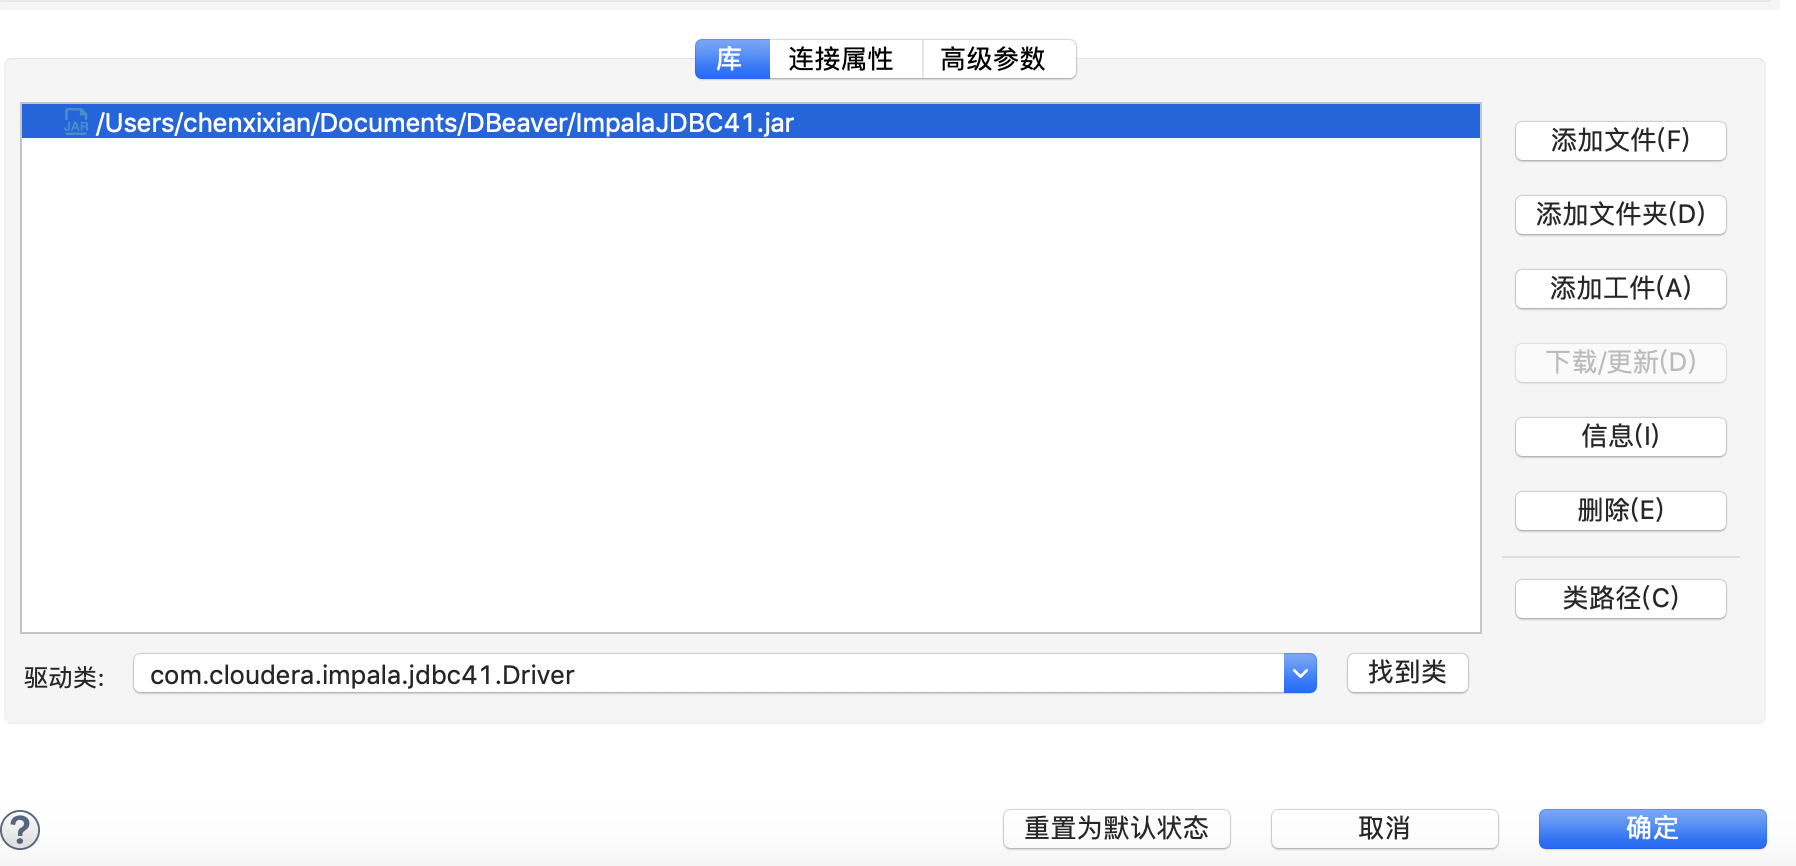 库 连接属性 高级参数
JAR /Users/chenxixian/Documents/DBeaver/ImpalaJDBC41.jar
添加文件(F)
添加文件夹(D)
添加工件(A)
下载/更新(D)
信息(I)
删除(E)
类路径(C)
驱动类: com.cloudera.impala.jdbc41.Driver 找到类
? 重置为默认状态 取消 确定